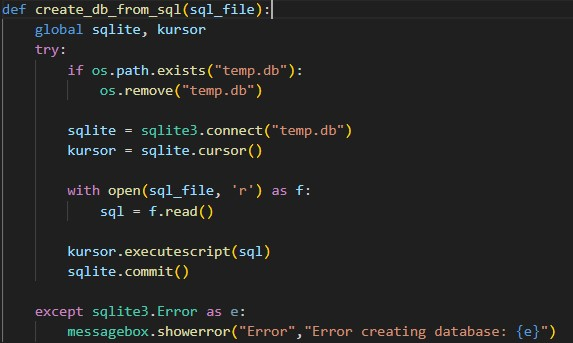 def create_db_from_sql(sql_file):
    global sqlite, kursor
    try:
        if os.path.exists("temp.db"):
            os.remove("temp.db")

        sqlite = sqlite3.connect("temp.db")
        kursor = sqlite.cursor()

        with open(sql_file, 'r') as f:
            sql = f.read()

        kursor.executescript(sql)
        sqlite.commit()

    except sqlite3.Error as e:
        messagebox.showerror("Error","Error creating database: {e}")